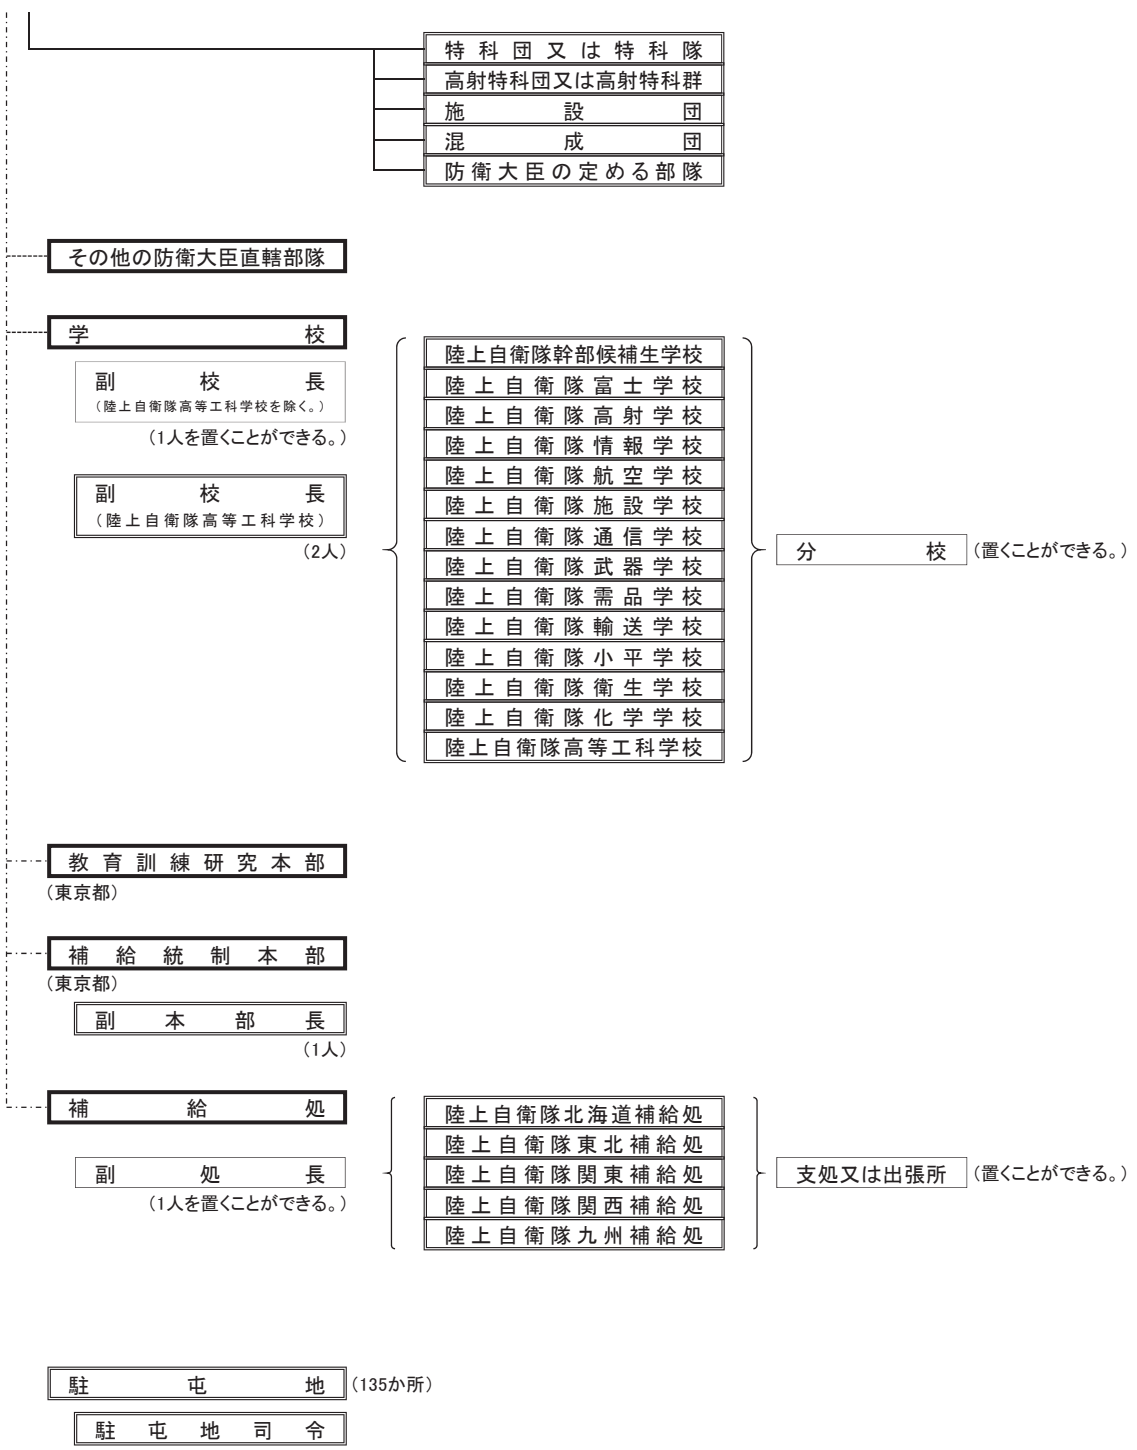 特科団又は特科隊
高射特科団又は高射特科群
施設団
混成団
防衛大臣の定める部隊
その他の防衛大臣直轄部隊
学校
副校長
(陸上自衛隊高等工科学校を除く。)
(1人を置くことができる。)
副校長
(陸上自衛隊高等工科学校)
(2人)
陸上自衛隊幹部候補生学校
陸上自衛隊富士学校
陸上自衛隊高射学校
陸上自衛隊情報学校
陸上自衛隊航空学校
陸上自衛隊施設学校
陸上自衛隊通信学校
陸上自衛隊武器学校
陸上自衛隊需品学校
陸上自衛隊輸送学校
陸上自衛隊小平学校
陸上自衛隊衛生学校
陸上自衛隊化学学校
陸上自衛隊高等工科学校
分校 (置くことができる。)
教育訓練研究本部
(東京都)
補給統制本部
(東京都)
副本部長
(1人)
補給処
副処長
(1人を置くことができる。)
陸上自衛隊北海道補給処
陸上自衛隊東北補給処
陸上自衛隊関東補給処
陸上自衛隊関西補給処
陸上自衛隊九州補給処
支処又は出張所 (置くことができる。)
駐屯地 (135か所)
駐屯地司令